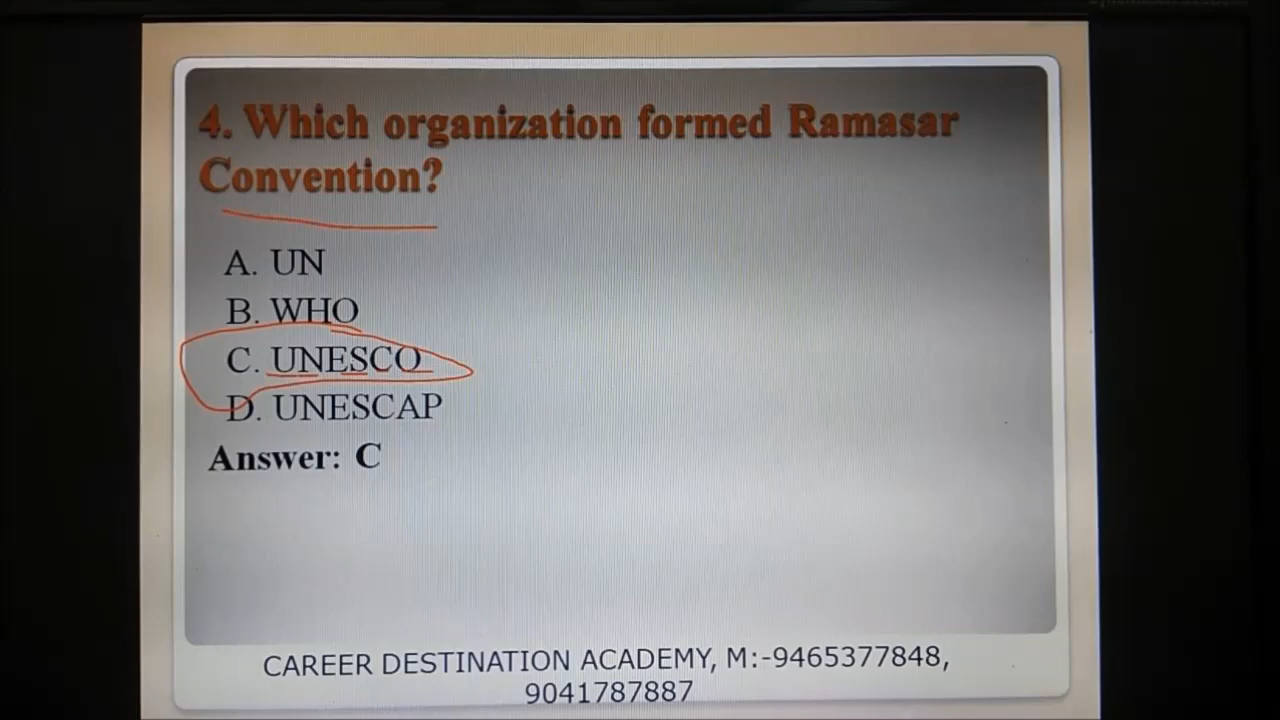 4. Which organization formed Ramasar
Convention?
A. UN
B. WHO
C. UNESCO
D. UNESCAP
Answer: C
CAREER DESTINATION ACADEMY, M:-9465377848,
9041787887